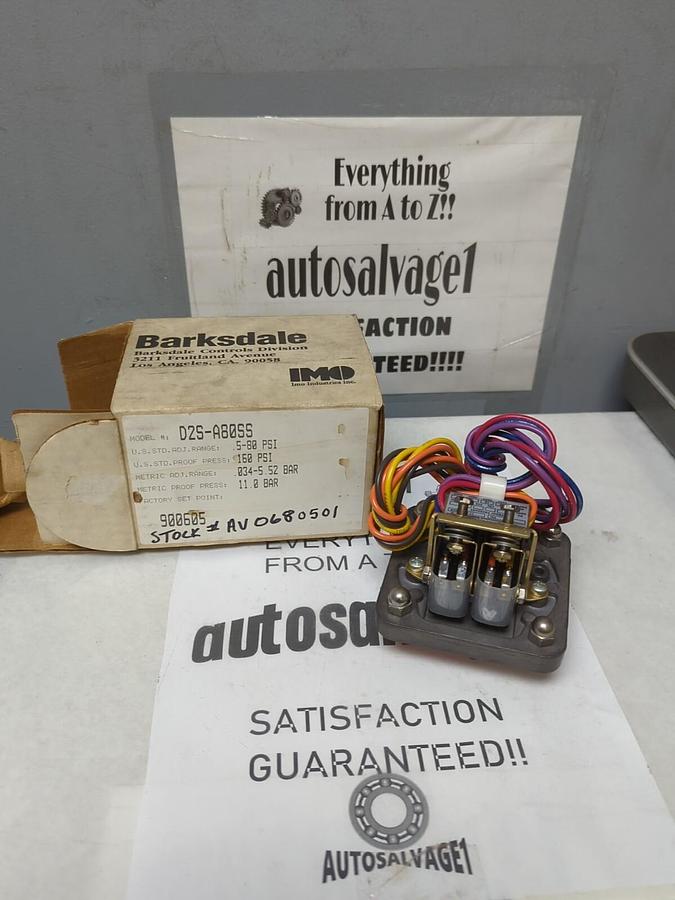 Everything
from A to Z!!
autosalvage1
FACTION
TEED!!!!
Barksdale
Barksdale Controls Division
3211 Fruitland Avenue
Los Angeles, CA. 90058
IMO
Imo Industries Inc.
MODEL #: D2S-A80SS
U.S.STD.ADJ.RANGE: .5-80 PSI
U.S.STD.PROOF PRESS: 160 PSI
METRIC ADJ.RANGE: .034-5.52 BAR
METRIC PROOF PRESS: 11.0 BAR
FACTORY SET POINT:
900605
STOCK # AV0680501
EVERYT
FROM A T
autosa
SATISFACTION
GUARANTEED!!
AUTOSALVAGE1